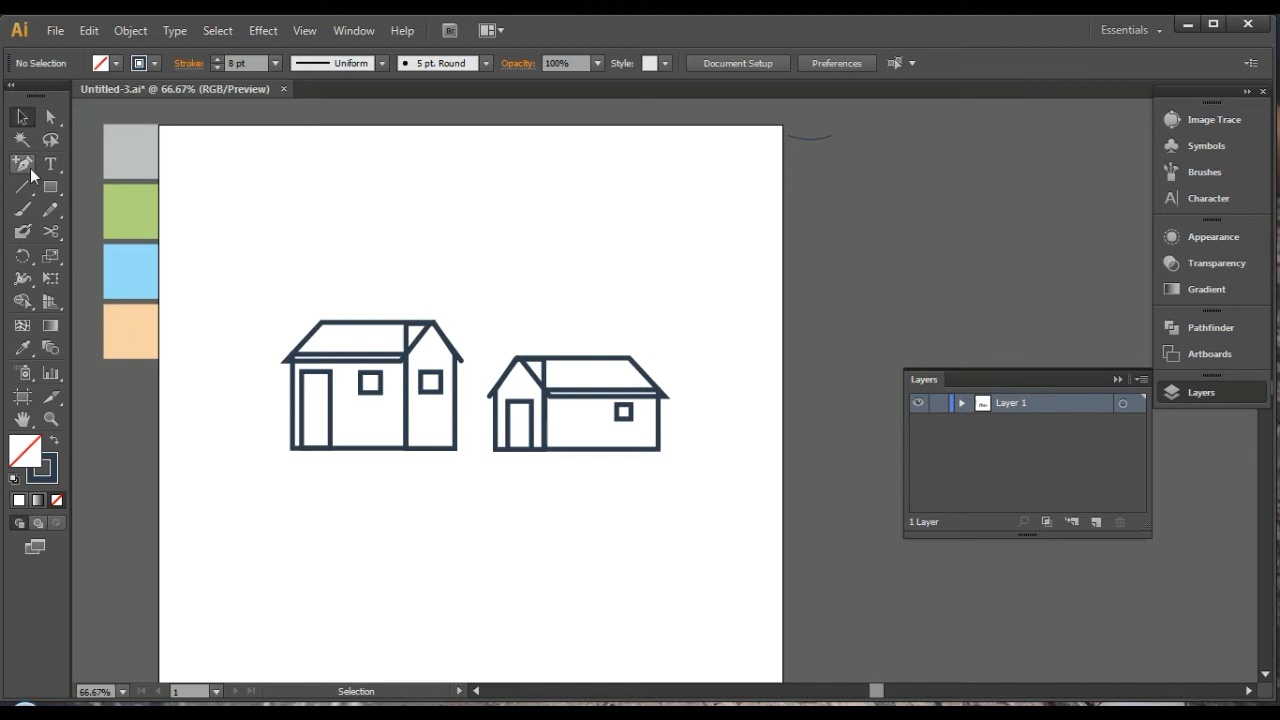 Ai File Edit Object Type Select Effect View Window Help Br Essentials
No Selection Stroke: 8 pt Uniform 5 pt. Round Opacity: 100% Style: Document Setup Preferences
Untitled-3.ai* @ 66.67% (RGB/Preview)
Image Trace
Symbols
Brushes
Character
Appearance
Transparency
Gradient
Pathfinder
Artboards
Layers
Layers
Layer 1
1 Layer
66.67% 1 Selection